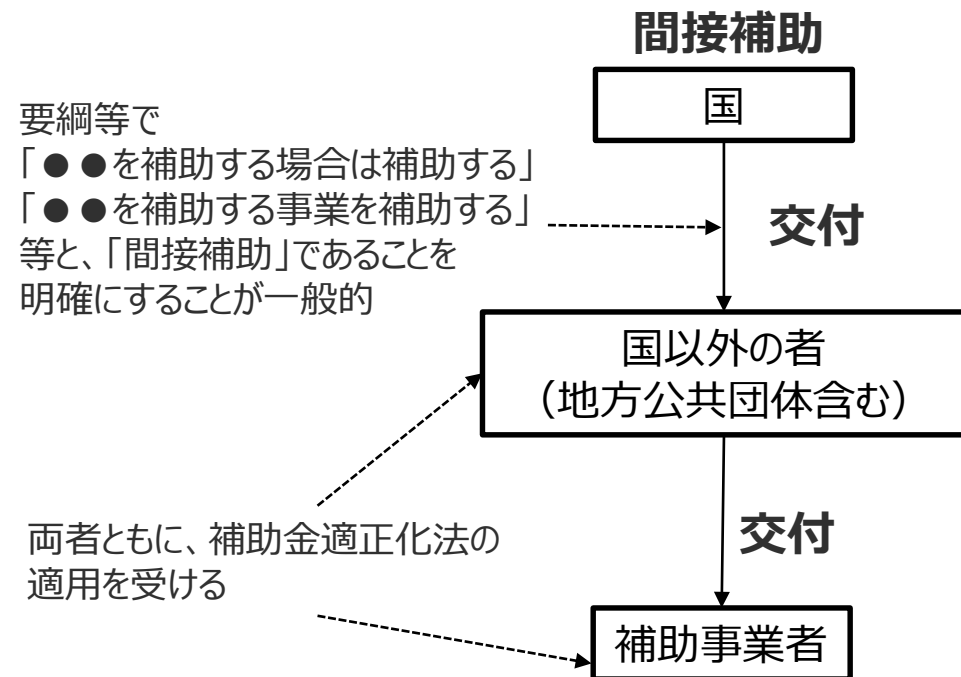 間接補助
国
要綱等で
「●●を補助する場合は補助する」
「●●を補助する事業を補助する」
等と、「間接補助」であることを
明確にすることが一般的
交付
国以外の者
（地方公共団体含む）
両者ともに、補助金適正化法の
適用を受ける
交付
補助事業者